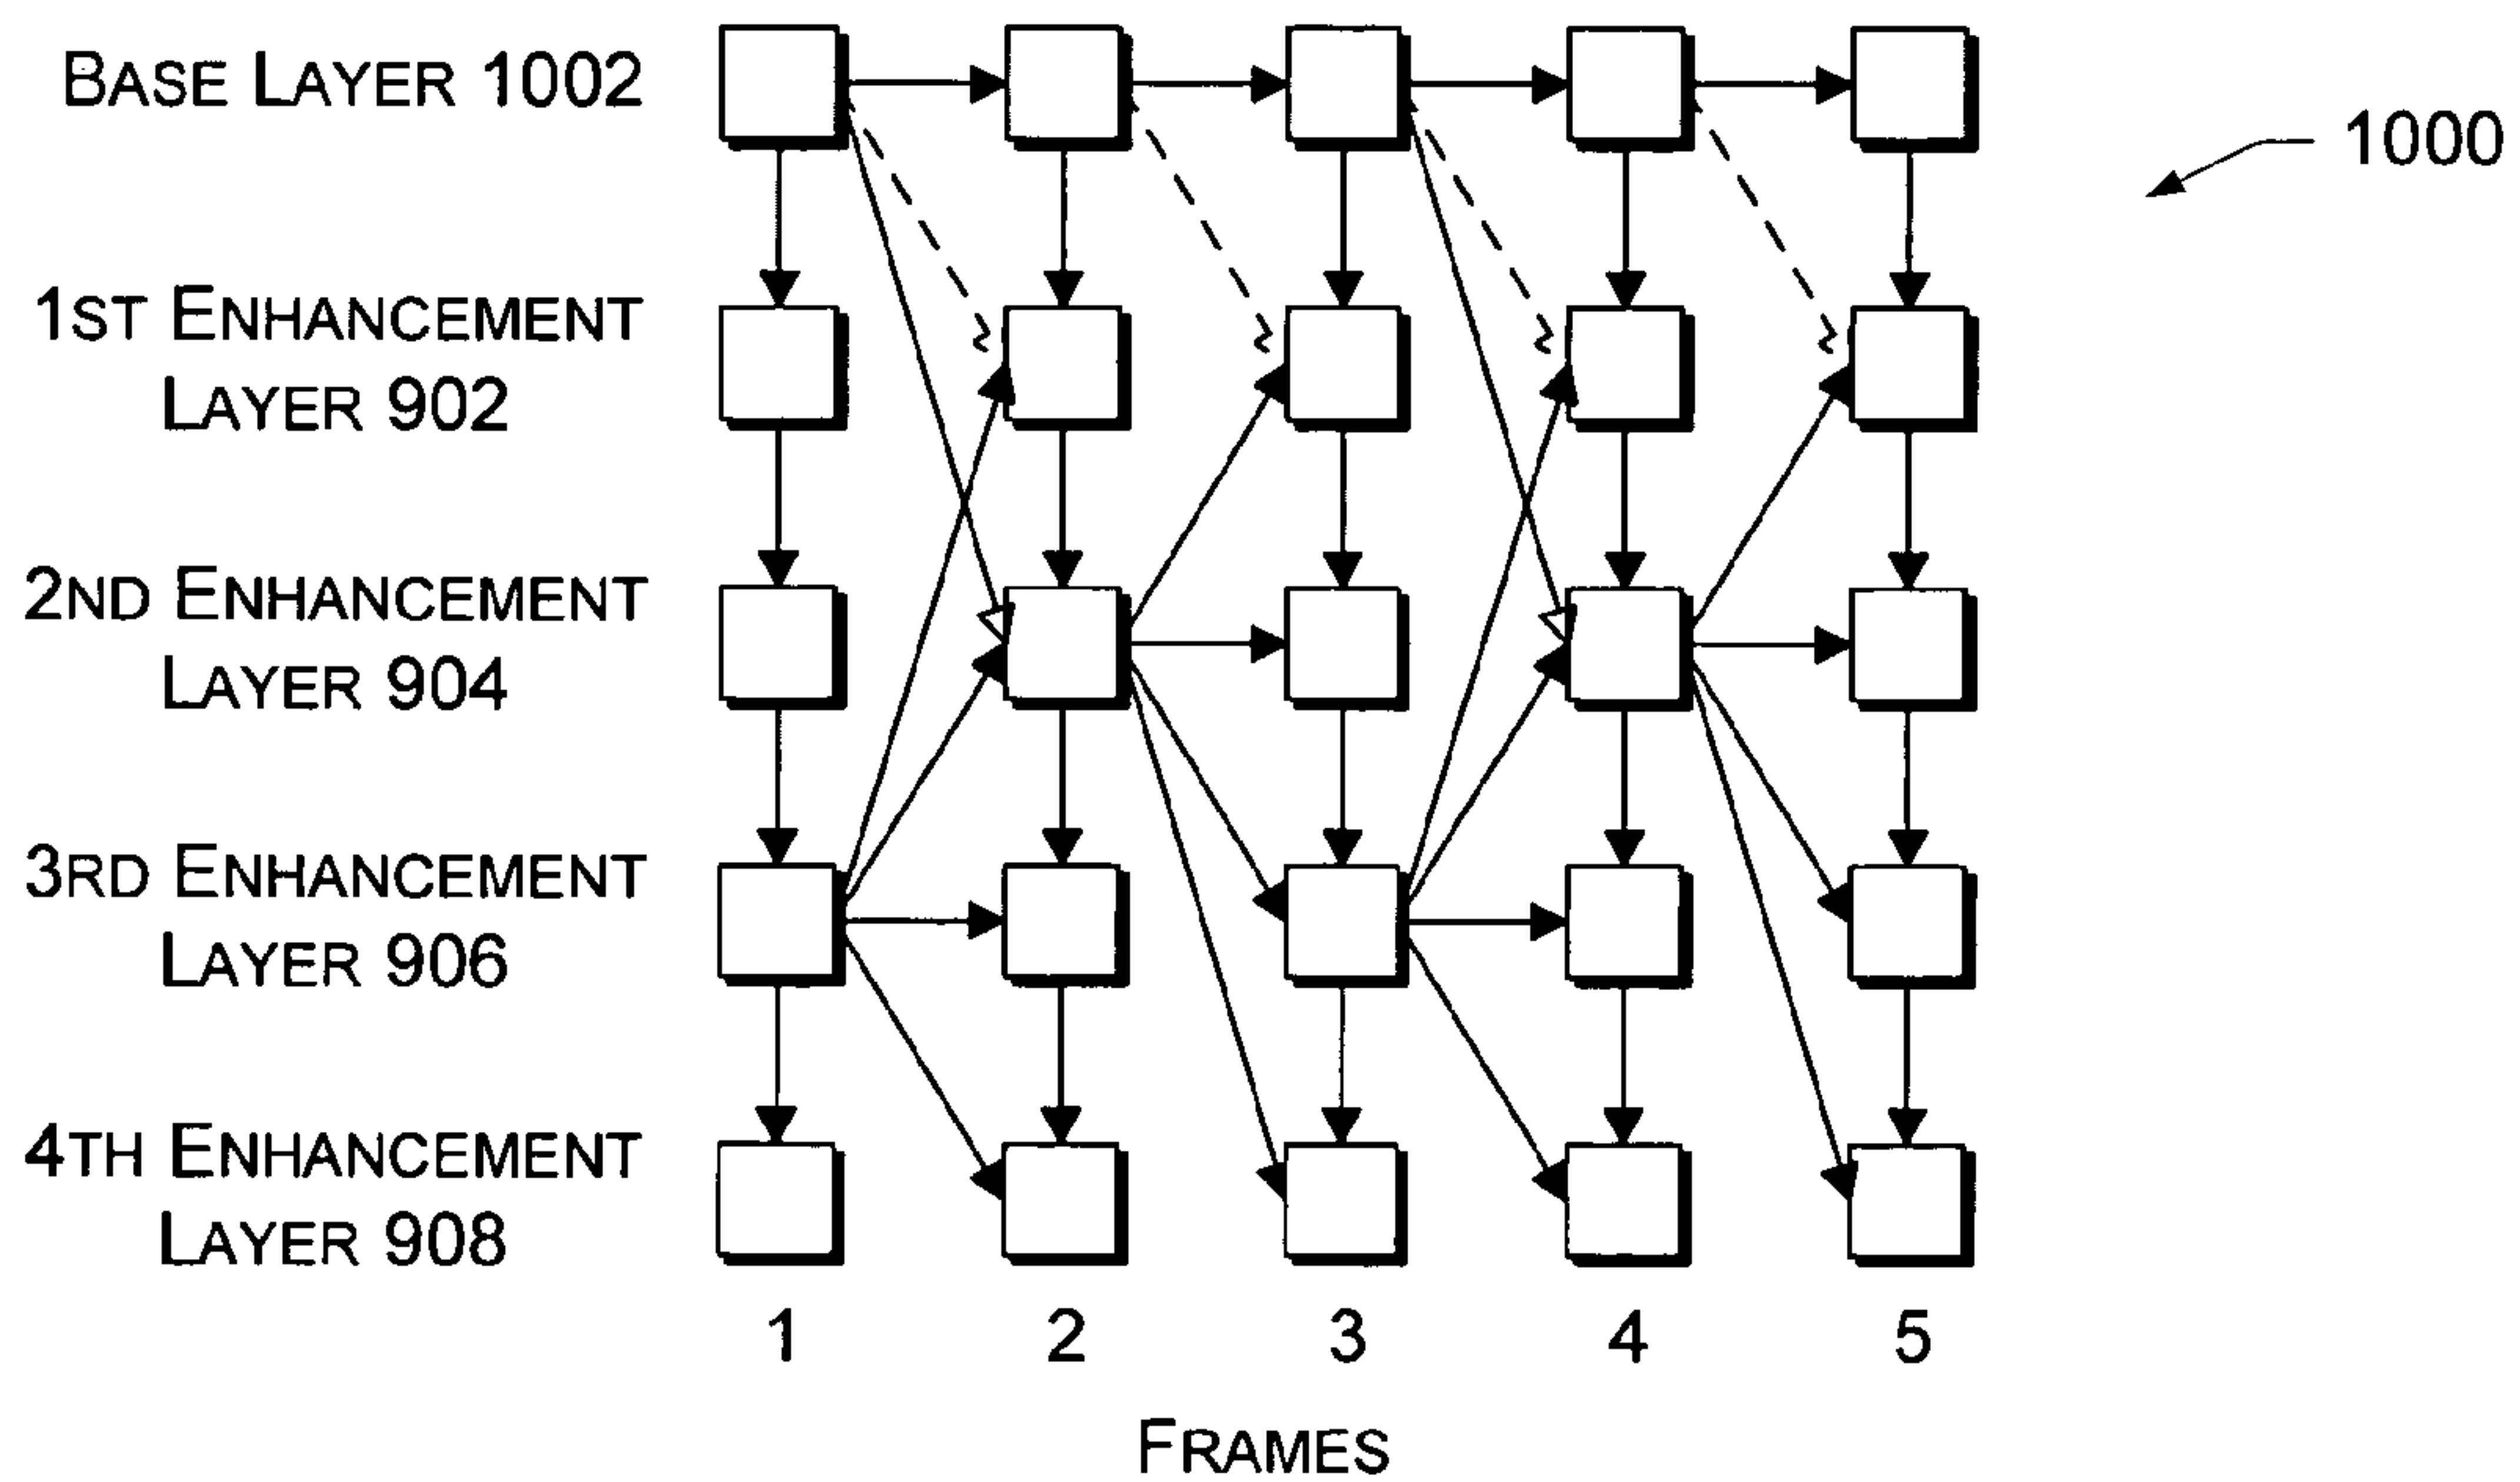 BASE LAYER 1002
1000
1ST ENHANCEMENT
LAYER 902
2ND ENHANCEMENT
LAYER 904
3RD ENHANCEMENT
LAYER 906
4TH ENHANCEMENT
LAYER 908
1 2 3 4 5
FRAMES